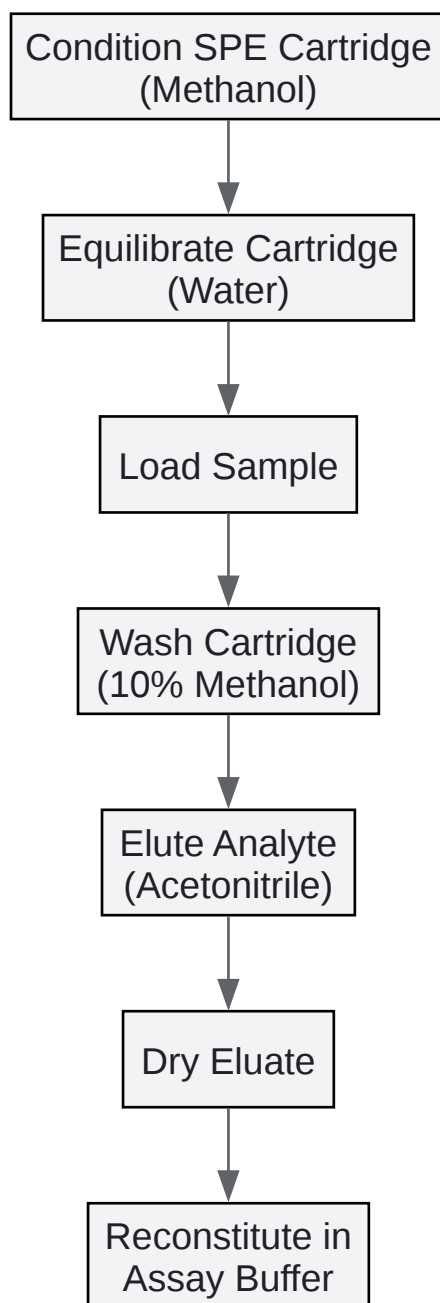 Condition SPE Cartridge
(Methanol)
Equilibrate Cartridge
(Water)
Load Sample
Wash Cartridge
(10% Methanol)
Elute Analyte
(Acetonitrile)
Dry Eluate
Reconstitute in
Assay Buffer